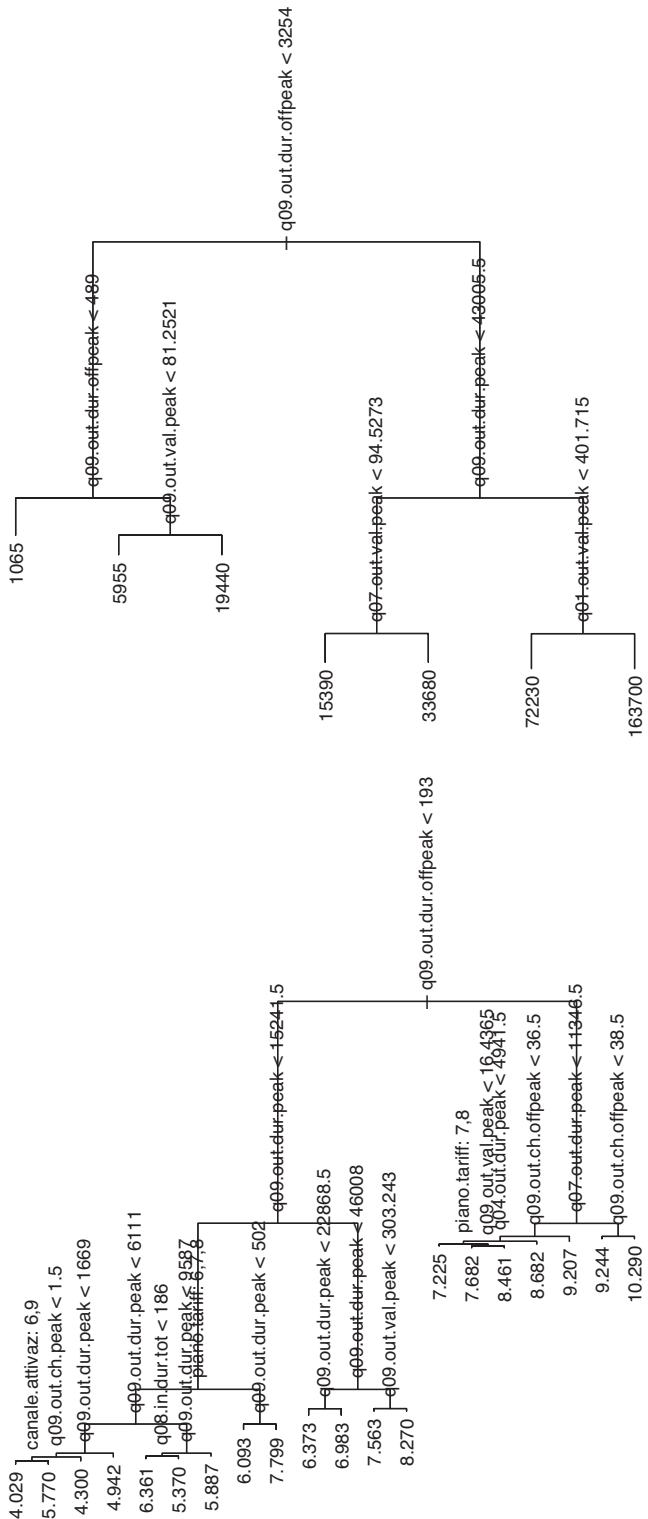 q09.out.dur.offpeak < 3254
q09.out.dur.offpeak < 489
q09.out.val.peak < 81.2521
1065
5955
19440
q09.out.dur.peak < 43005.5
q07.out.val.peak < 94.5273
q01.out.val.peak < 401.715
15390
33680
72230
163700
q09.out.dur.offpeak < 193
q09.out.dur.peak < 15241.5
piano.tariff: 6,7,8
q09.out.dur.peak < 6111
q09.out.dur.peak < 1669
q09.out.ch.peak < 1.5
canale.attivaz: 6,9
4.029
5.770
4.300
4.942
q09.out.dur.peak < 9587
q08.in.dur.tot < 186
6.361
5.370
5.887
q09.out.dur.peak < 502
6.093
7.799
q09.out.dur.peak < 46008
q09.out.dur.peak < 22868.5
6.373
6.983
q09.out.val.peak < 303.243
7.563
8.270
q07.out.dur.peak < 11346.5
q09.out.ch.offpeak < 36.5
q04.out.dur.peak < 4941.5
piano.tariff: 7,8
q09.out.val.peak < 16.4365
7.225
7.682
8.461
8.682
9.207
q09.out.ch.offpeak < 38.5
9.244
10.290